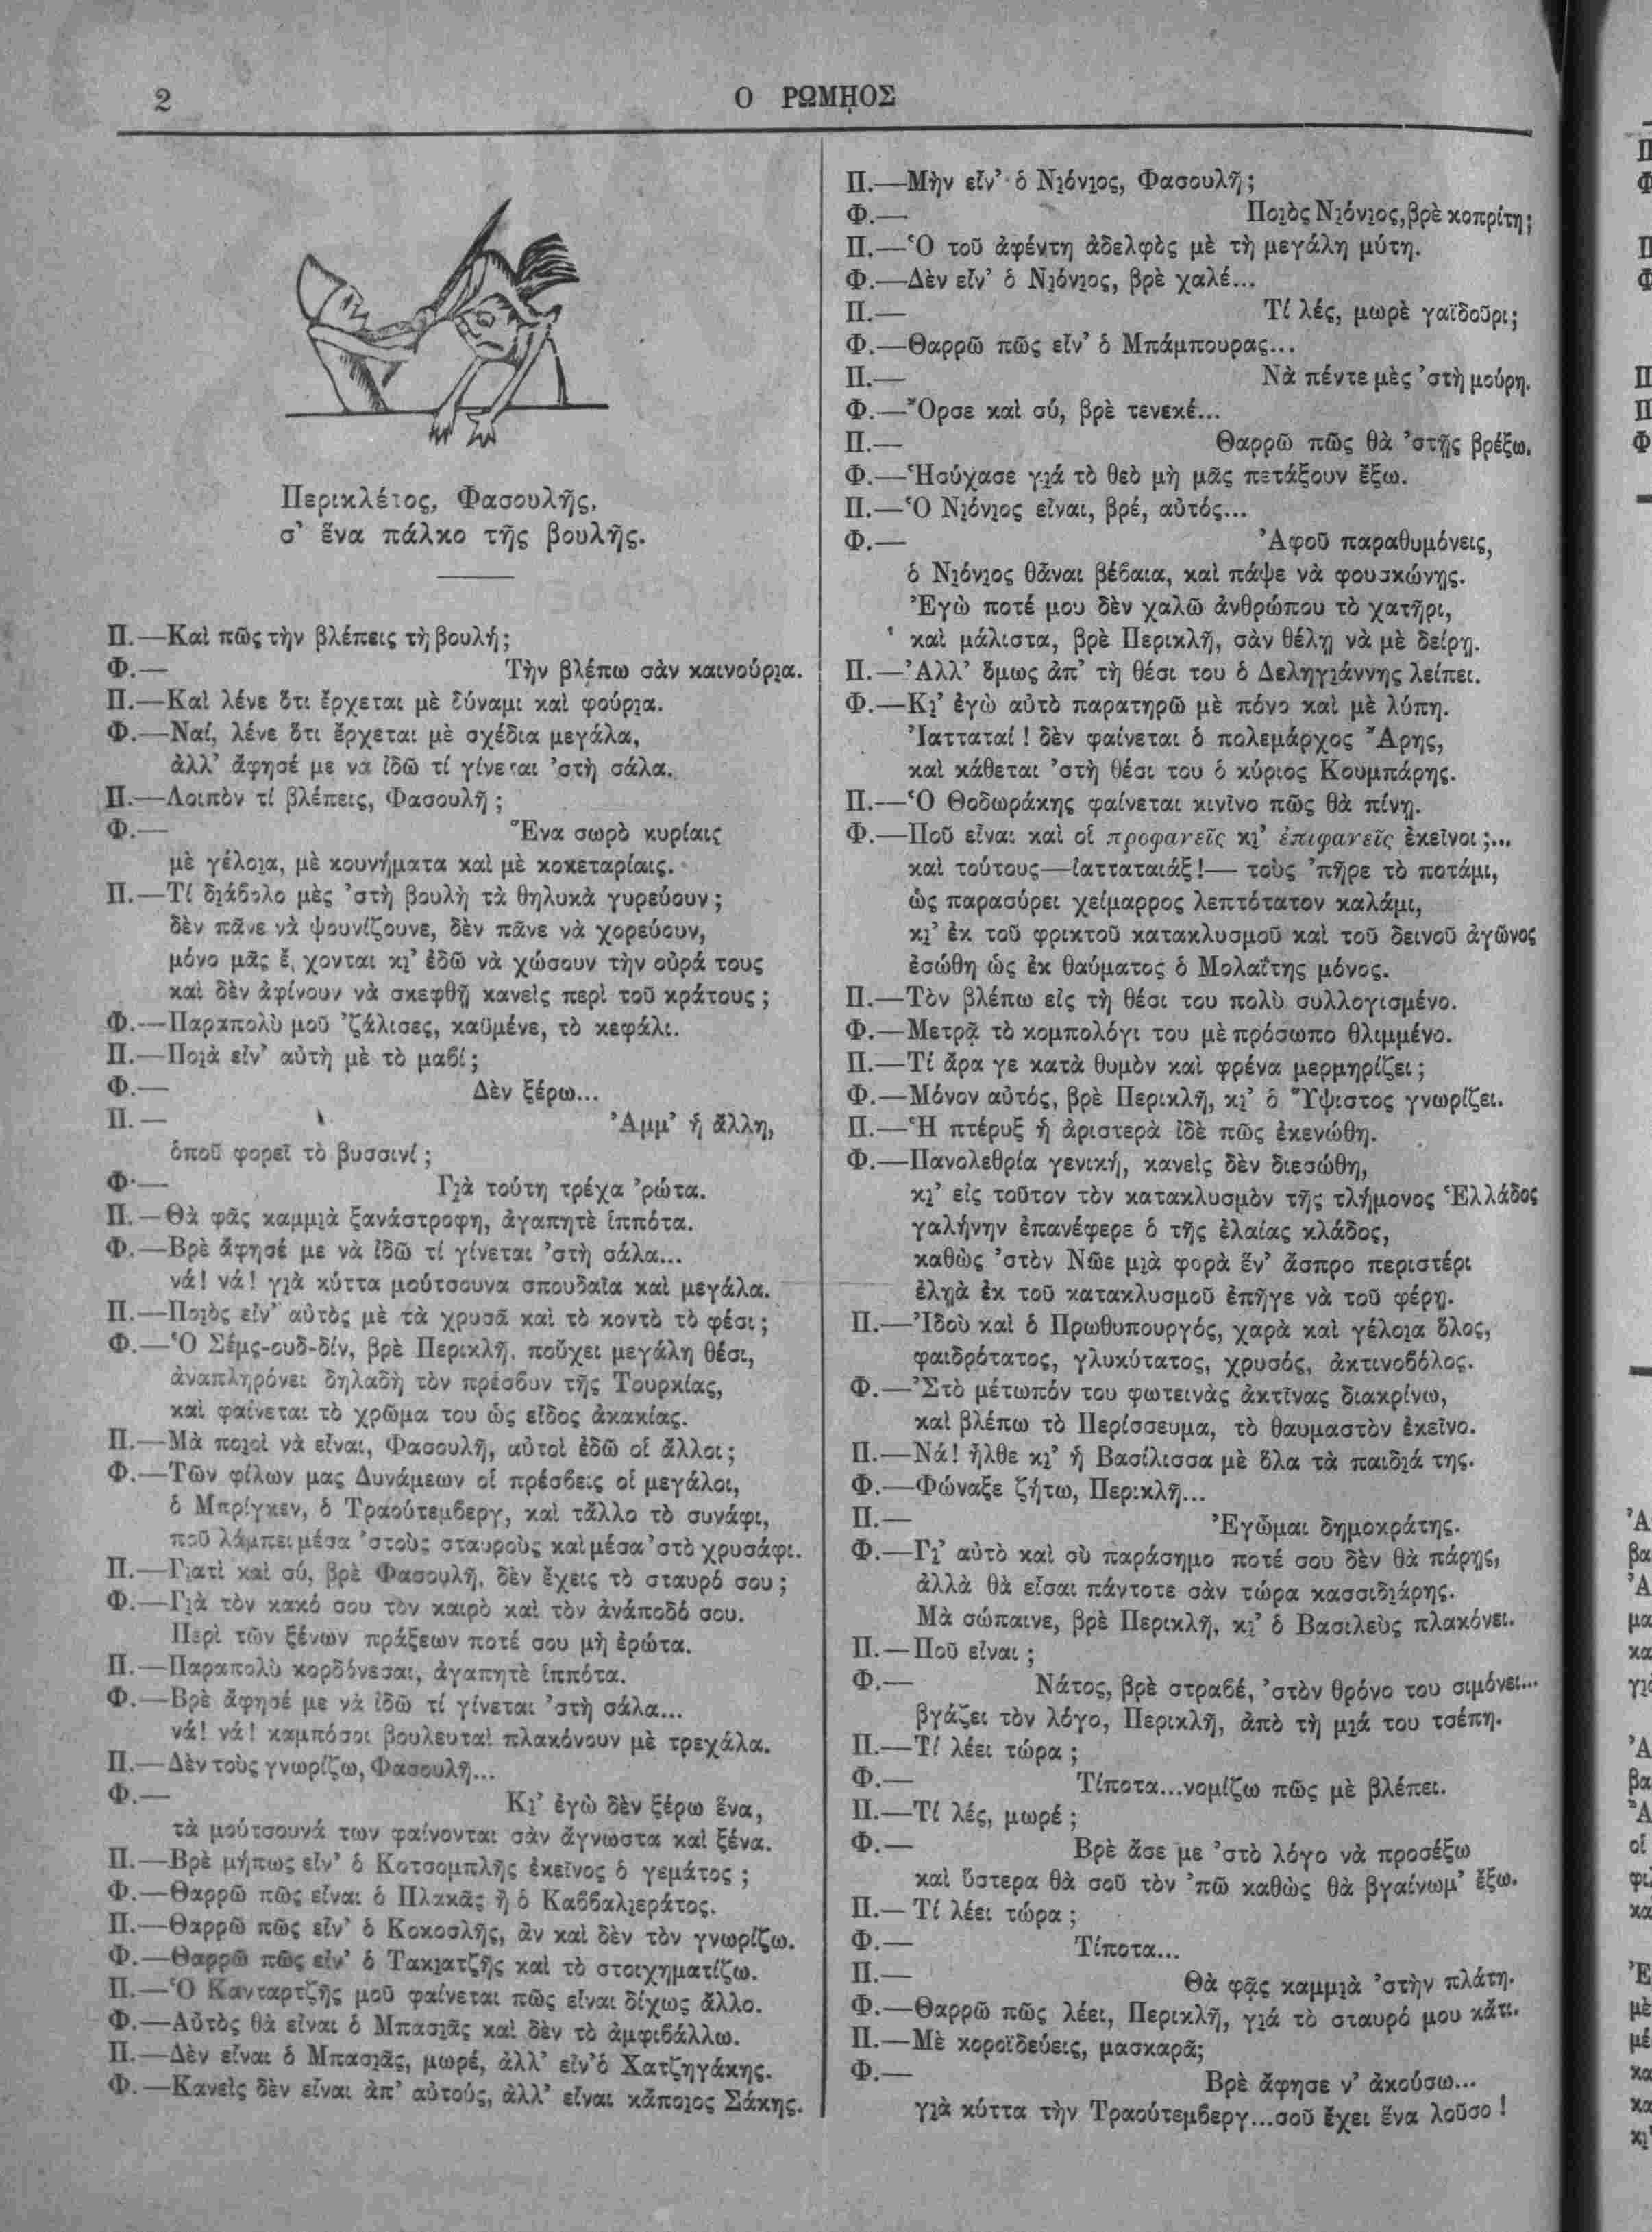 2
Ο ΡΩΜΗΟΣ
Περικλέτος, Φασουλῆς,
σ’ ἕνα πάλκο τῆς βουλῆς.
Π.—Καὶ πῶς τὴν βλέπεις τὴ βουλή;
Φ.— Τὴν βλέπω σὰν καινούρια.
Π.—Καὶ λένε ὅτι ἔρχεται μὲ δύναμι καὶ φούρια.
Φ.—Ναί, λένε ὅτι ἔρχεται μὲ σχέδια μεγάλα,
ἀλλ’ ἄφησέ με νὰ ἰδῶ τί γίνεται ’στὴ σάλα.
Π.—Λοιπὸν τί βλέπεις, Φασουλῆ;
Φ.— Ἕνα σωρὸ κυρίαις
μὲ γέλοια, μὲ κουνήματα καὶ μὲ κοκεταρίαις.
Π.—Τί διάβολο μὲς ’στὴ βουλὴ τὰ θηλυκὰ γυρεύουν;
δὲν πᾶνε νὰ ψουνίζουνε, δὲν πᾶνε νὰ χορεύουν,
μόνο μᾶς ἔρχονται κι’ ἐδῶ νὰ χώσουν τὴν οὐρά τους
καὶ δὲν ἀφίνουν νὰ σκεφθῇ κανεὶς περὶ τοῦ κράτους;
Φ.—Παραπολὺ μοῦ ’ζάλισες, καϋμένε, τὸ κεφάλι.
Π.—Ποιὰ εἶν’ αὐτὴ μὲ τὸ μαβί;
Φ.— Δὲν ξέρω...
Π.— Ἀμμ’ ἡ ἄλλη,
ὁποῦ φορεῖ τὸ βυσσινί;
Φ.— Γιὰ τούτη τρέχα ’ρώτα.
Π.—Θὰ φᾶς καμμιὰ ξανάστροφη, ἀγαπητὲ ἱππότα.
Φ.—Βρὲ ἄφησέ με νὰ ἰδῶ τί γίνεται ’στὴ σάλα...
νά! νά! γιὰ κύττα μούτσουνα σπουδαῖα καὶ μεγάλα.
Π.—Ποιὸς εἶν’ αὐτὸς μὲ τὰ χρυσᾶ καὶ τὸ κοντὸ τὸ φέσι;
Φ.—Ὁ Σέμς-ουδ-δίν, βρὲ Περικλῆ, ποὔχει μεγάλη θέσι,
ἀναπληρόνει δηλαδὴ τὸν πρέσβυν τῆς Τουρκίας,
καὶ φαίνεται τὸ χρῶμα του ὡς εἶδος ἀκακίας.
Π.—Μὰ ποιοὶ νὰ εἶναι, Φασουλῆ, αὐτοὶ ἐδῶ οἱ ἄλλοι;
Φ.—Τῶν φίλων μας Δυνάμεων οἱ πρέσβεις οἱ μεγάλοι,
ὁ Μπρίγκεν, ὁ Τραούτεμβεργ, καὶ τἄλλο τὸ συνάφι,
ποῦ λάμπει μέσα ’στοὺς σταυροὺς καὶ μέσα ’στὸ χρυσάφι.
Π.—Γιατὶ καὶ σύ, βρὲ Φασουλῆ, δὲν ἔχεις τὸ σταυρό σου;
Φ.—Γιὰ τὸν κακό σου τὸν καιρὸ καὶ τὸν ἀνάποδό σου.
Περὶ τῶν ξένων πράξεων ποτέ σου μὴ ἐρώτα.
Π.—Παραπολὺ κορδόνεσαι, ἀγαπητὲ ἱππότα.
Φ.—Βρὲ ἄφησέ με νὰ ἰδῶ τί γίνεται ’στὴ σάλα...
νά! νά! καμπόσοι βουλευταὶ πλακόνουν μὲ τρεχάλα.
Π.—Δὲν τοὺς γνωρίζω, Φασουλῆ...
Φ.— Κι’ ἐγὼ δὲν ξέρω ἕνα,
τὰ μούτσουνά των φαίνονται σὰν ἄγνωστα καὶ ξένα.
Π.—Βρὲ μήπως εἶν’ ὁ Κοτσομπλῆς ἐκεῖνος ὁ γεμάτος;
Φ.—Θαρρῶ πῶς εἶναι ὁ Πλακᾶς ἢ ὁ Καββαλιεράτος.
Π.—Θαρρῶ πῶς εἶν’ ὁ Κοκοσλῆς, ἂν καὶ δὲν τὸν γνωρίζω.
Φ.—Θαρρῶ πῶς εἶν’ ὁ Τακιατζῆς καὶ τὸ στοιχηματίζω.
Π.—Ὁ Κανταρτζῆς μοῦ φαίνεται πῶς εἶναι δίχως ἄλλο.
Φ.—Αὐτὸς θὰ εἶναι ὁ Μπασιᾶς καὶ δὲν τὸ ἀμφιβάλλω.
Π.—Δὲν εἶναι ὁ Μπασιᾶς, μωρέ, ἀλλ’ εἶν’ ὁ Χατζηγάκης.
Φ.—Κανεὶς δὲν εἶναι ἀπ’ αὐτούς, ἀλλ’ εἶναι κᾄποιος Σάκης.
Π.—Μὴν εἶν’ ὁ Νιόνιος, Φασουλῆ;
Φ.— Ποιὸς Νιόνιος, βρὲ κοπρίτη;
Π.—Ὁ τοῦ ἀφέντη ἀδελφὸς μὲ τὴ μεγάλη μύτη.
Φ.—Δὲν εἶν’ ὁ Νιόνιος, βρὲ χαλέ...
Π.— Τί λές, μωρὲ γαϊδοῦρι;
Φ.—Θαρρῶ πῶς εἶν’ ὁ Μπάμπουρας...
Π.— Νὰ πέντε μὲς ’στὴ μούρη.
Φ.—Ὄρσε καὶ σύ, βρὲ τενεκέ...
Π.— Θαρρῶ πῶς θὰ ’στῇς βρέξω.
Φ.—Ἡσύχασε γιά τὸ θεὸ μὴ μᾶς πετάξουν ἔξω.
Π.—Ὁ Νιόνιος εἶναι, βρέ, αὐτός...
Φ.— Ἀφοῦ παραθυμόνεις,
ὁ Νιόνιος θἆναι βέβαια, καὶ πάψε νὰ φουσκώνῃς.
Ἐγὼ ποτέ μου δὲν χαλῶ ἀνθρώπου τὸ χατῆρι,
καὶ μάλιστα, βρὲ Περικλῆ, σὰν θέλῃ νὰ μὲ δείρῃ.
Π.—Ἀλλ’ ὅμως ἀπ’ τὴ θέσι του ὁ Δεληγιάννης λείπει.
Φ.—Κι’ ἐγὼ αὐτὸ παρατηρῶ μὲ πόνο καὶ μὲ λύπη.
Ἰατταταί! δὲν φαίνεται ὁ πολεμάρχος Ἄρης,
καὶ κάθεται ’στὴ θέσι του ὁ κύριος Κουμπάρης.
Π.—Ὁ Θοδωράκης φαίνεται κινῖνο πῶς θὰ πίνῃ.
Φ.—Ποῦ εἶναι καὶ οἱ προφανεῖς κι’ ἐπιφανεῖς ἐκεῖνοι;...
καὶ τούτους—ἰατταταιάξ!— τοὺς ’πῆρε τὸ ποτάμι,
ὡς παρασύρει χείμαρρος λεπτότατον καλάμι,
κι’ ἐκ τοῦ φρικτοῦ κατακλυσμοῦ καὶ τοῦ δεινοῦ ἀγῶνος
ἐσώθη ὡς ἐκ θαύματος ὁ Μολαΐτης μόνος.
Π.—Τὸν βλέπω εἰς τὴ θέσι του πολὺ συλλογισμένο.
Φ.—Μετρᾷ τὸ κομπολόγι του μὲ πρόσωπο θλιμμένο.
Π.—Τί ἆρα γε κατὰ θυμὸν καὶ φρένα μερμηρίζει;
Φ.—Μόνον αὐτός, βρὲ Περικλῆ, κι’ ὁ Ὕψιστος γνωρίζει.
Π.—Ἡ πτέρυξ ἡ ἀριστερὰ ἰδὲ πῶς ἐκενώθη.
Φ.—Πανολεθρία γενική, κανεὶς δὲν διεσώθη,
κι’ εἰς τοῦτον τὸν κατακλυσμὸν τῆς τλήμονος Ἑλλάδος
γαλήνην ἐπανέφερε ὁ τῆς ἐλαίας κλάδος,
καθὼς ’στὸν Νῶε μιὰ φορὰ ἕν’ ἄσπρο περιστέρι
ἐληὰ ἐκ τοῦ κατακλυσμοῦ ἐπῆγε νὰ τοῦ φέρῃ.
Π.—Ἰδοὺ καὶ ὁ Πρωθυπουργός, χαρὰ καὶ γέλοια ὅλος,
φαιδρότατος, γλυκύτατος, χρυσός, ἀκτινοβόλος.
Φ.—’Στὸ μέτωπόν του φωτεινὰς ἀκτῖνας διακρίνω,
καὶ βλέπω τὸ Περίσσευμα, τὸ θαυμαστὸν ἐκεῖνο.
Π.—Νά! ἦλθε κι’ ἡ Βασίλισσα μὲ ὅλα τὰ παιδιά της.
Φ.—Φώναξε ζήτω, Περικλῆ...
Π.— Ἐγὦμαι δημοκράτης.
Φ.—Γι’ αὐτὸ καὶ σὺ παράσημο ποτέ σου δὲν θὰ πάρῃς,
ἀλλὰ θὰ εἶσαι πάντοτε σὰν τώρα κασσιδιάρης.
Μὰ σώπαινε, βρὲ Περικλῆ, κι’ ὁ Βασιλεὺς πλακόνει.
Π.—Ποῦ εἶναι;
Φ.— Νάτος, βρὲ στραβέ, ’στὸν θρόνο του σιμόνει...
βγάζει τὸν λόγο, Περικλῆ, ἀπὸ τὴ μιά του τσέπη.
Π.—Τί λέει τώρα;
Φ.— Τίποτα...νομίζω πῶς μὲ βλέπει.
Π.—Τί λές, μωρέ;
Φ.— Βρὲ ἄσε με ’στὸ λόγο νὰ προσέξω
καὶ ὕστερα θὰ σοῦ τὸν ’πῶ καθὼς θὰ βγαίνωμ’ ἔξω.
Π.—Τί λέει τώρα;
Φ.— Τίποτα...
Π.— Θὰ φᾷς καμμιὰ ’στὴν πλάτη.
Φ.—Θαρρῶ πῶς λέει, Περικλῆ, γιά τὸ σταυρό μου κᾄτι.
Π.—Μὲ κοροϊδεύεις, μασκαρᾶ;
Φ.— Βρὲ ἄφησε ν’ ἀκούσω...
γιὰ κύττα τὴν Τραούτεμβεργ...σοῦ ἔχει ἕνα λοῦσο!